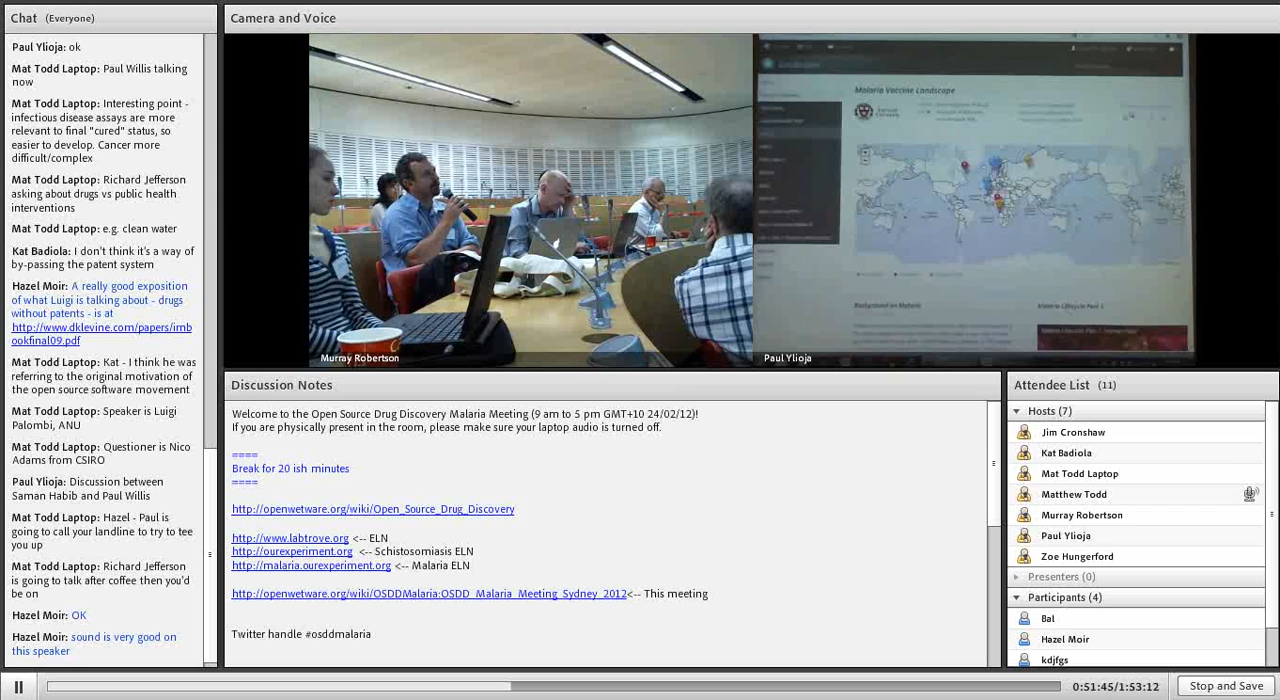 Chat (Everyone)
Paul Ylioja: ok
Mat Todd Laptop: Paul Willis talking
now
Mat Todd Laptop: Interesting point -
infectious disease assays are more
relevant to final "cured" status, so
easier to develop. Cancer more
difficult/complex
Mat Todd Laptop: Richard Jefferson
asking about drugs vs public health
interventions
Mat Todd Laptop: e.g. clean water
Kat Badiola: I don't think it's a way of
by-passing the patent system
Hazel Moir: A really good exposition
of what Luigi is talking about - drugs
without patents - is at
http://www.dklevine.com/papers/imb
ookfinal09.pdf
Mat Todd Laptop: Kat - I think he was
referring to the original motivation of
the open source software movement
Mat Todd Laptop: Speaker is Luigi
Palombi, ANU
Mat Todd Laptop: Questioner is Nico
Adams from CSIRO
Paul Ylioja: Discussion between
Saman Habib and Paul Willis
Mat Todd Laptop: Hazel - Paul is
going to call your landline to try to tee
you up
Mat Todd Laptop: Richard Jefferson
is going to talk after coffee then you'd
be on
Hazel Moir: OK
Hazel Moir: sound is very good on
this speaker
Camera and Voice
Malaria Vaccine Landscape
Background on Malaria
Malaria Lifecycle Part 1
Murray Robertson
Paul Ylioja
Discussion Notes
Welcome to the Open Source Drug Discovery Malaria Meeting (9 am to 5 pm GMT+10 24/02/12)!
If you are physically present in the room, please make sure your laptop audio is turned off.
====
Break for 20 ish minutes
====
http://openwetware.org/wiki/Open_Source_Drug_Discovery
http://www.labtrove.org <-- ELN
http://ourexperiment.org <-- Schistosomiasis ELN
http://malaria.ourexperiment.org <-- Malaria ELN
http://openwetware.org/wiki/OSDDMalaria:OSDD_Malaria_Meeting_Sydney_2012<-- This meeting
Twitter handle #osddmalaria
Attendee List (11)
Hosts (7)
Jim Cronshaw
Kat Badiola
Mat Todd Laptop
Matthew Todd
Murray Robertson
Paul Ylioja
Zoe Hungerford
Presenters (0)
Participants (4)
Bal
Hazel Moir
kdjfgs
0:51:45/1:53:12
Stop and Save